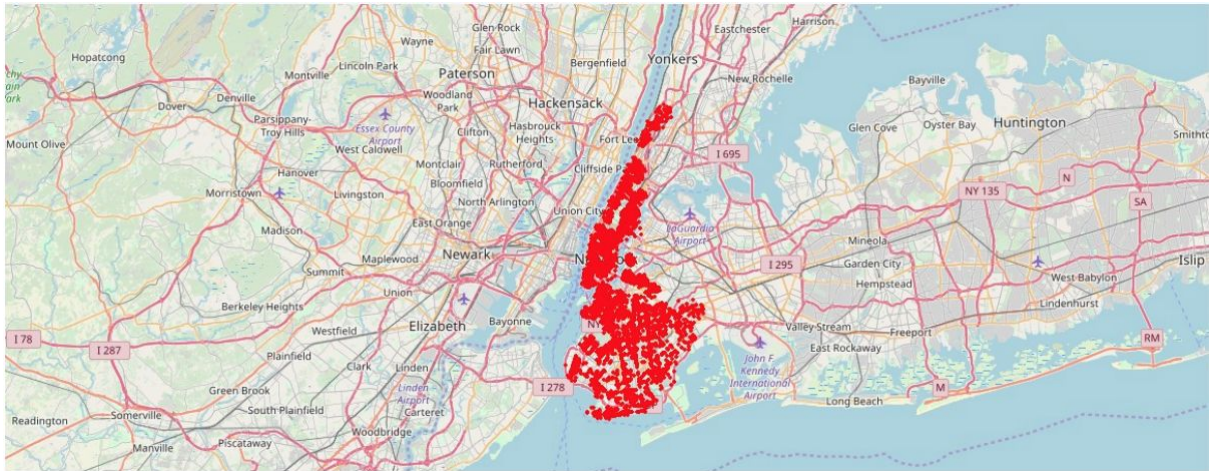 Glen Rock
Eastchester
Harrison
Hopatcong
Wayne
Fair Lawn
Bergenfield
Yonkers
Lincoln Park
Montville
Paterson
New Rochelle
Bayville
Denville
Woodland
Park
Dover
Parsippany-
Troy Hills
Hackensack
Essex County
Airport
Clifton
Hasbrouck
Heights
Fort Lee
Glen Cove
Oyster Bay
Huntington
Mount Olive
West Caldwell
I 695
Hanover
Montclair
Rutherford
Cliffside
N
Morristown
Livingston
Bloomfield
North Arlington
NY 135
SA
East Orange
Union City
LaGuardia
Airport
Madison
Mineola
Newark
I 295
Garden City
Islip
Maplewood
Summit
Hempstead
West Babylon
Union
Lindenhurst
Berkeley Heights
Elizabeth
Bayonne
NY
Valley Stream
Freeport
I 78
I 287
Westfield
East Rockaway
RM
Plainfield
Clark
Linden
John F
Kennedy
International
Airport
Green Brook
Linden
Airport
I 278
M
Long Beach
Readington
Somerville
South Plainfield
Carteret
Manville
Piscataway
Woodbridge